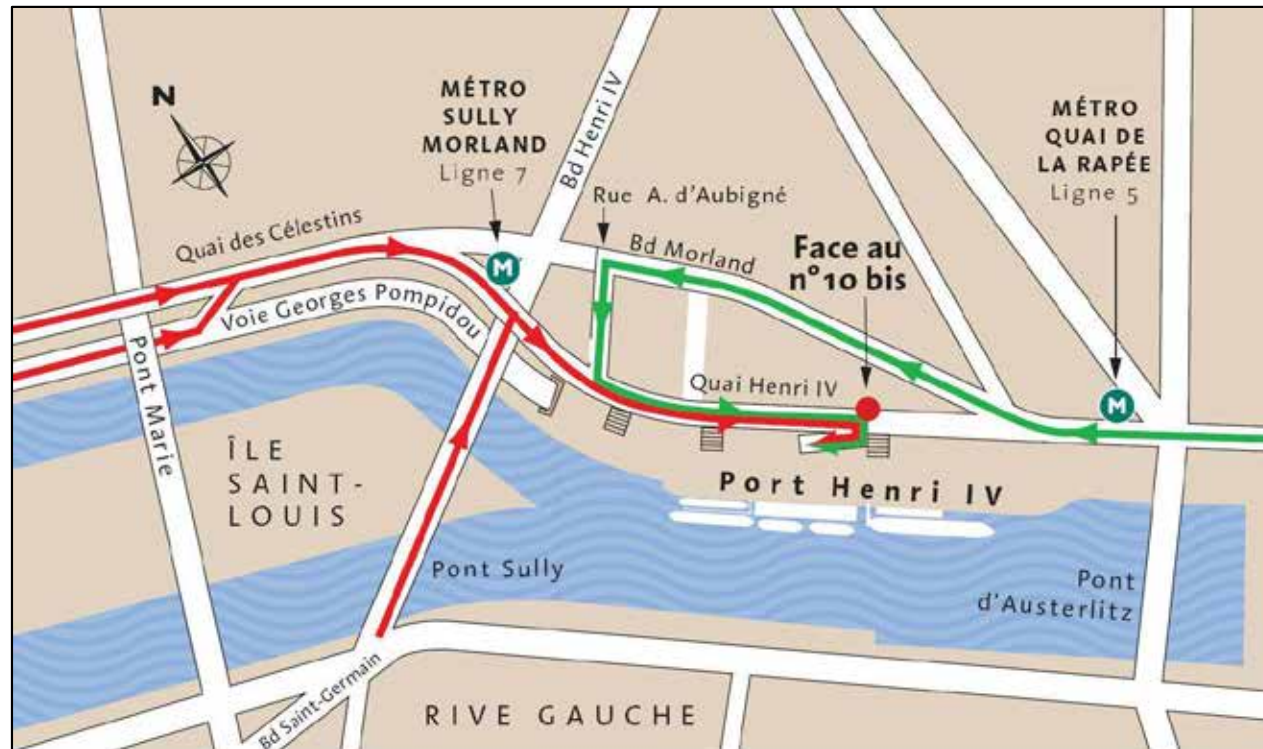 N
MÉTRO
SULLY
MORLAND
Ligne 7
Bd Henri IV
MÉTRO
QUAI DE
LA RAPÉE
Ligne 5
Rue A. d'Aubigné
Quai des Célestins
Bd Morland
Face au
n°10 bis
M
Voie Georges Pompidou
Pont Marie
Quai Henri IV
M
ÎLE
SAINT-
LOUIS
Port Henri IV
Pont Sully
Pont
d'Austerlitz
Bd Saint-Germain
RIVE GAUCHE